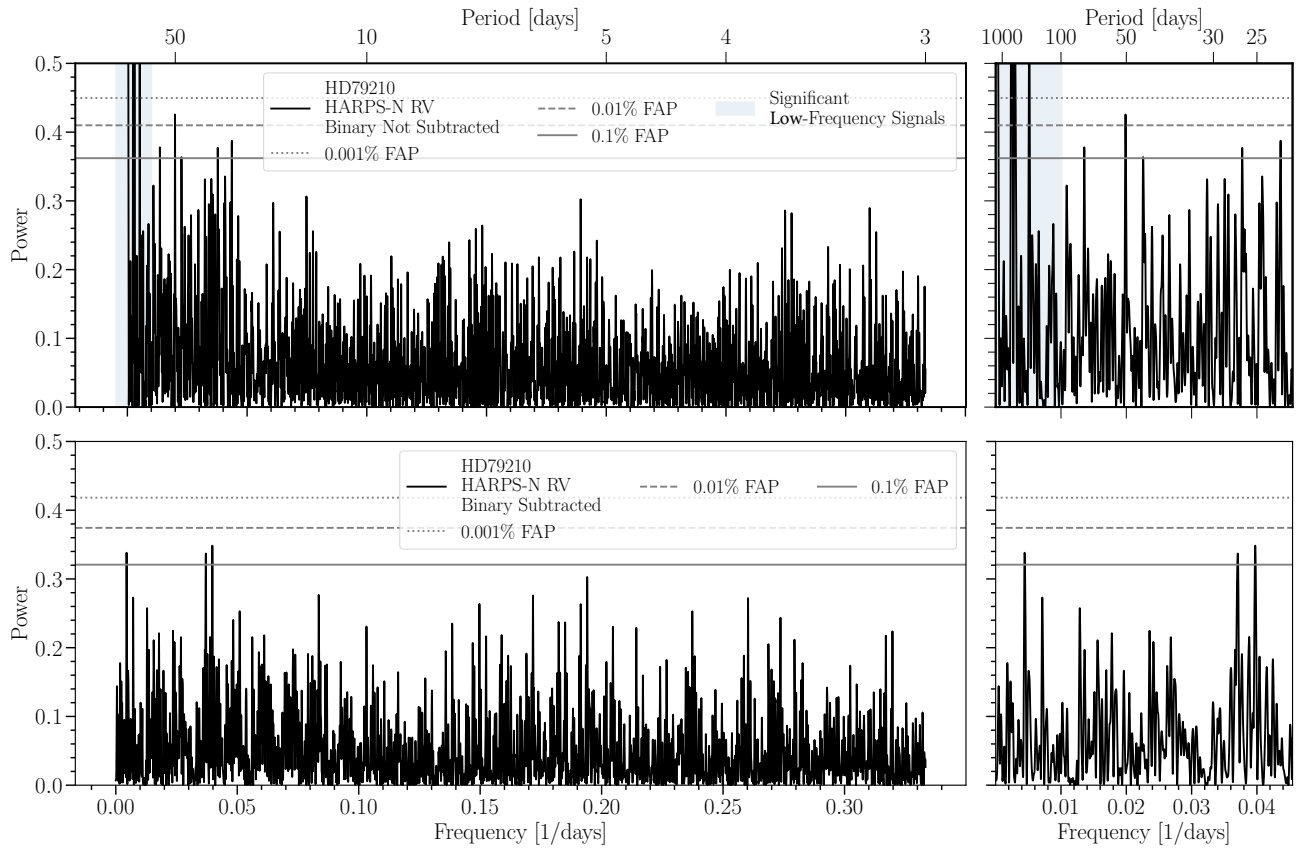 Period [days]
50 10 5 4 3
Period [days]
1000 100 50 30 25
0.5
0.4
0.3
0.2
0.1
0.0
Power
HD79210
HARPS-N RV
Binary Not Subtracted
0.001% FAP
0.01% FAP
0.1% FAP
Significant
Low-Frequency Signals
0.5
0.4
0.3
0.2
0.1
0.0
Power
HD79210
HARPS-N RV
Binary Subtracted
0.001% FAP
0.01% FAP
0.1% FAP
0.00 0.05 0.10 0.15 0.20 0.25 0.30
Frequency [1/days]
0.01 0.02 0.03 0.04
Frequency [1/days]